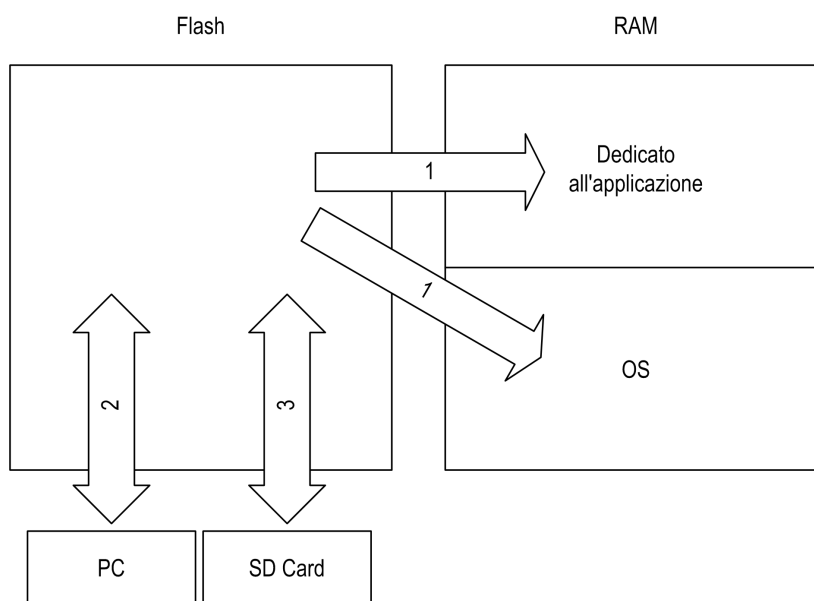 Flash
RAM
Dedicato
all'applicazione
1
1
OS
2
3
PC
SD Card